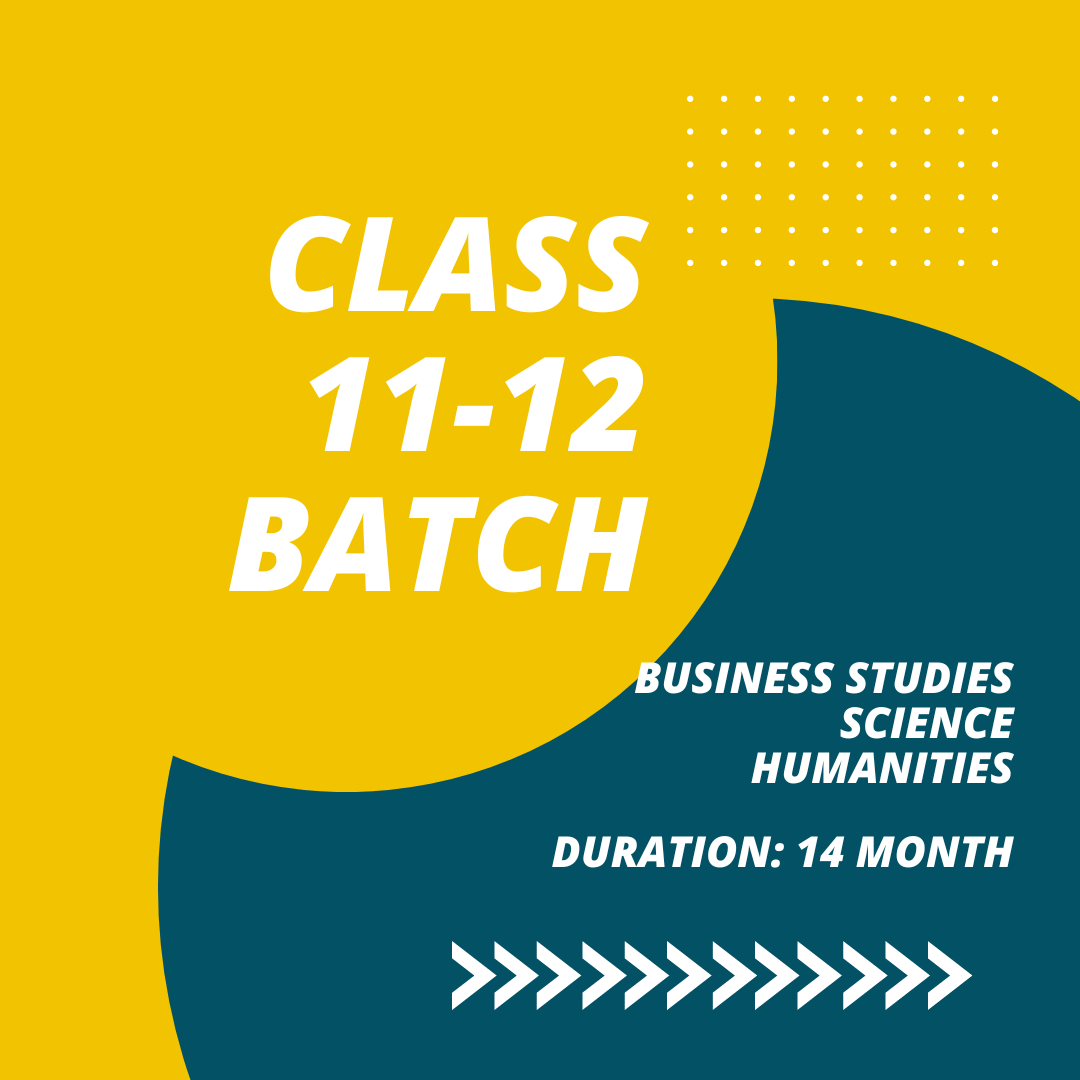 CLASS
11-12
BATCH
BUSINESS STUDIES
SCIENCE
HUMANITIES
DURATION: 14 MONTH